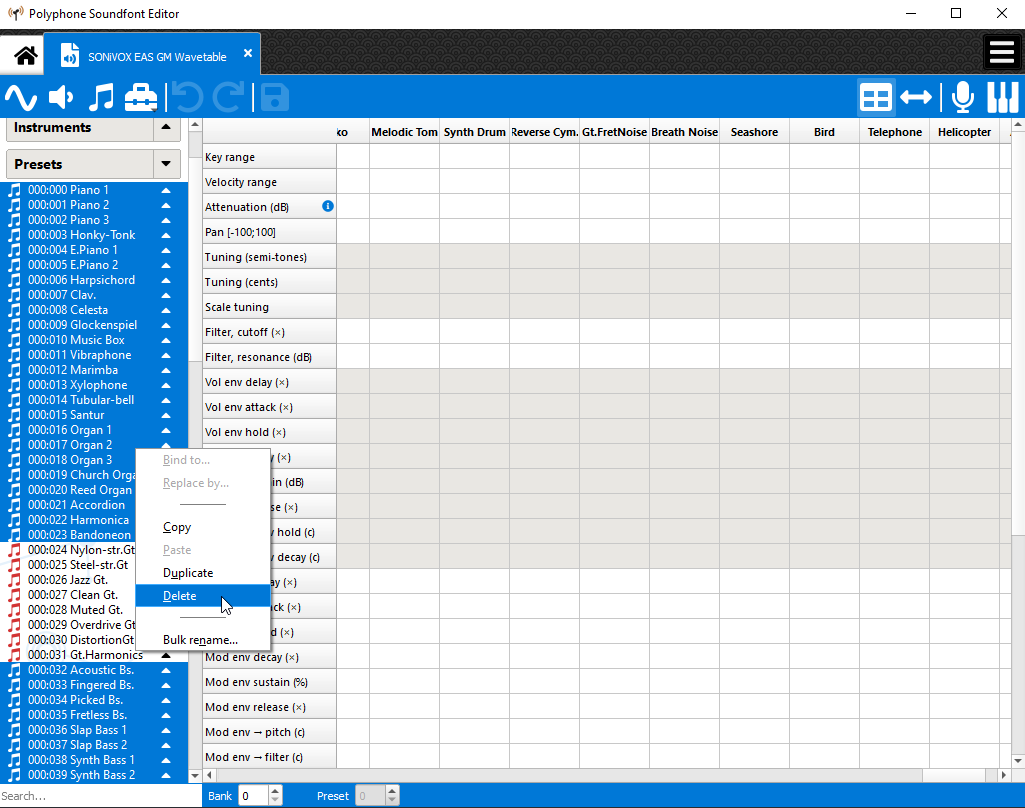 Polyphone Soundfont Editor
SONiVOX EAS GM Wavetable
Instruments
Presets
000:000 Piano 1
000:001 Piano 2
000:002 Piano 3
000:003 Honky-Tonk
000:004 E.Piano 1
000:005 E.Piano 2
000:006 Harpsichord
000:007 Clav.
000:008 Celesta
000:009 Glockenspiel
000:010 Music Box
000:011 Vibraphone
000:012 Marimba
000:013 Xylophone
000:014 Tubular-bell
000:015 Santur
000:016 Organ 1
000:017 Organ 2
000:018 Organ 3
000:019 Church Orga
000:020 Reed Organ
000:021 Accordion
000:022 Harmonica
000:023 Bandoneon
000:024 Nylon-str.Gt
000:025 Steel-str.Gt
000:026 Jazz Gt.
000:027 Clean Gt.
000:028 Muted Gt.
000:029 Overdrive Gt
000:030 DistortionGt
000:031 Gt.Harmonics
000:032 Acoustic Bs.
000:033 Fingered Bs.
000:034 Picked Bs.
000:035 Fretless Bs.
000:036 Slap Bass 1
000:037 Slap Bass 2
000:038 Synth Bass 1
000:039 Synth Bass 2
Search...
Bind to...
Replace by...
Copy
Paste
Duplicate
Delete
Bulk rename...
ko Melodic Tom Synth Drum Reverse Cym. Gt.FretNoise Breath Noise Seashore Bird Telephone Helicopter
Key range
Velocity range
Attenuation (dB)
Pan [-100;100]
Tuning (semi-tones)
Tuning (cents)
Scale tuning
Filter, cutoff (×)
Filter, resonance (dB)
Vol env delay (×)
Vol env attack (×)
Vol env hold (×)
y (×)
in (dB)
se (×)
v hold (c)
v decay (c)
ay (×)
ck (×)
d (×)
Mod env decay (×)
Mod env sustain (%)
Mod env release (×)
Mod env → pitch (c)
Mod env → filter (c)
Bank 0 Preset 0